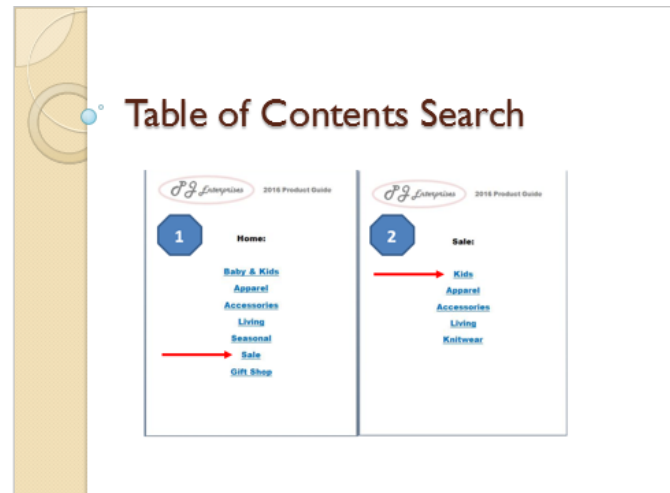 Table of Contents Search
PJ Enterprises 2016 Product Guide
1
Home:
Baby & Kids
Apparel
Accessories
Living
Seasonal
Sale
Gift Shop
PJ Enterprises 2016 Product Guide
2
Sale:
Kids
Apparel
Accessories
Living
Knitwear